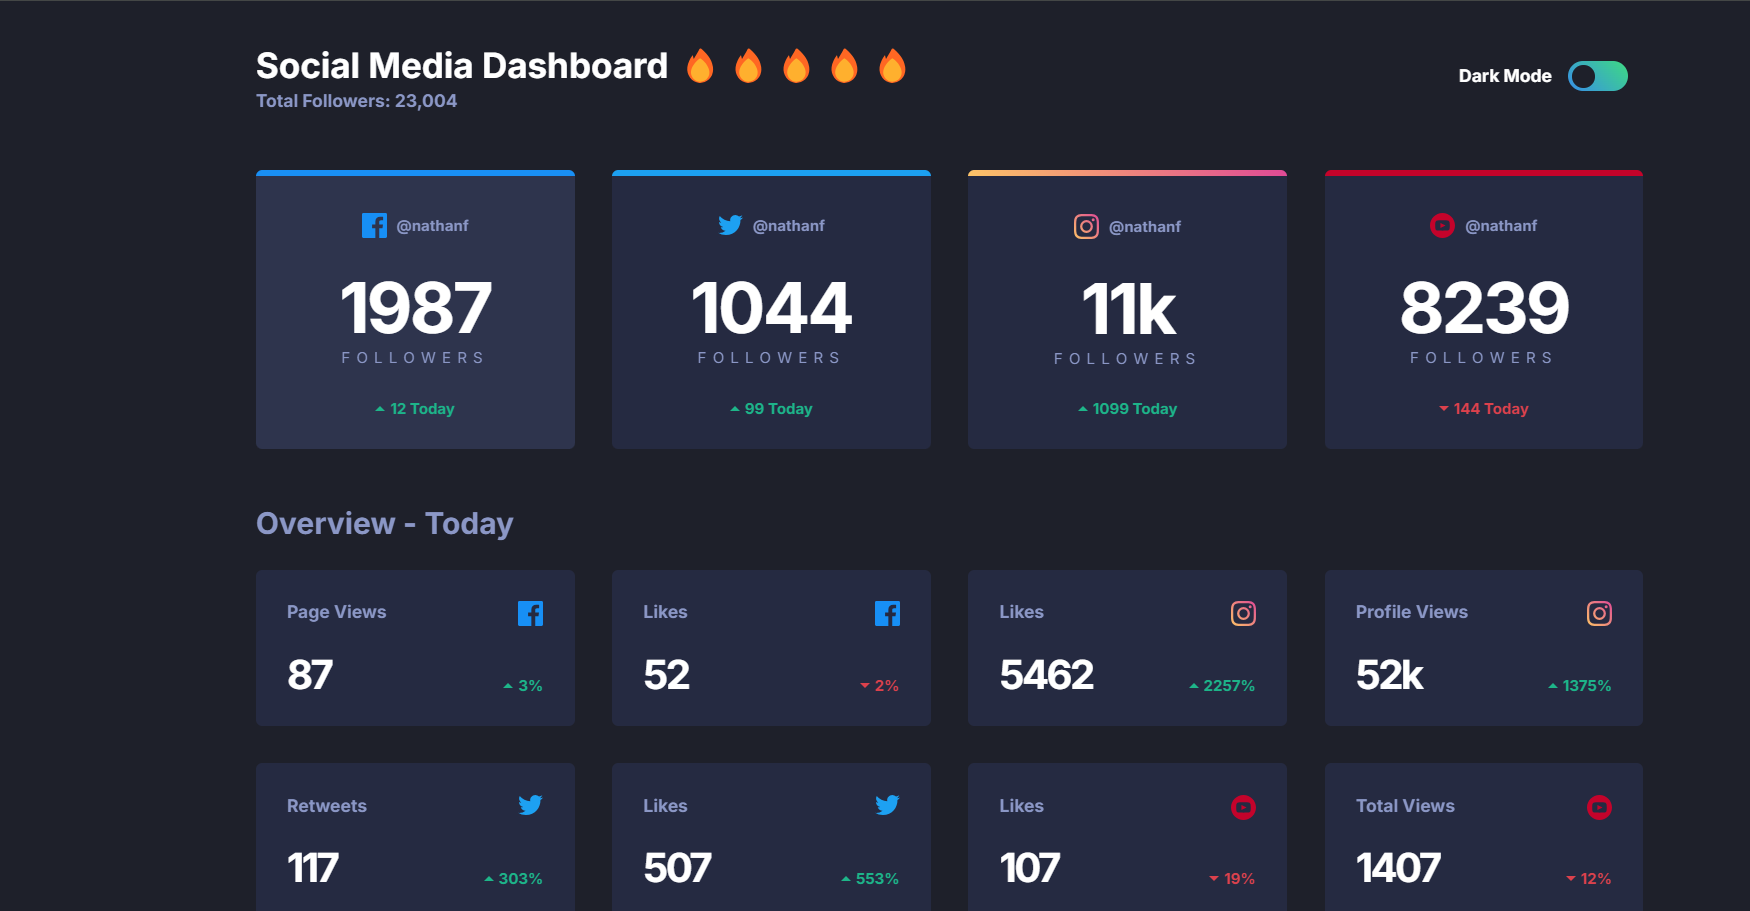 Social Media Dashboard 🔥 🔥 🔥 🔥 🔥
Total Followers: 23,004
Dark Mode
@nathanf
1987
FOLLOWERS
12 Today
@nathanf
1044
FOLLOWERS
99 Today
@nathanf
11k
FOLLOWERS
1099 Today
@nathanf
8239
FOLLOWERS
144 Today
Overview - Today
Page Views
87
3%
Likes
52
2%
Likes
5462
2257%
Profile Views
52k
1375%
Retweets
117
303%
Likes
507
553%
Likes
107
19%
Total Views
1407
12%